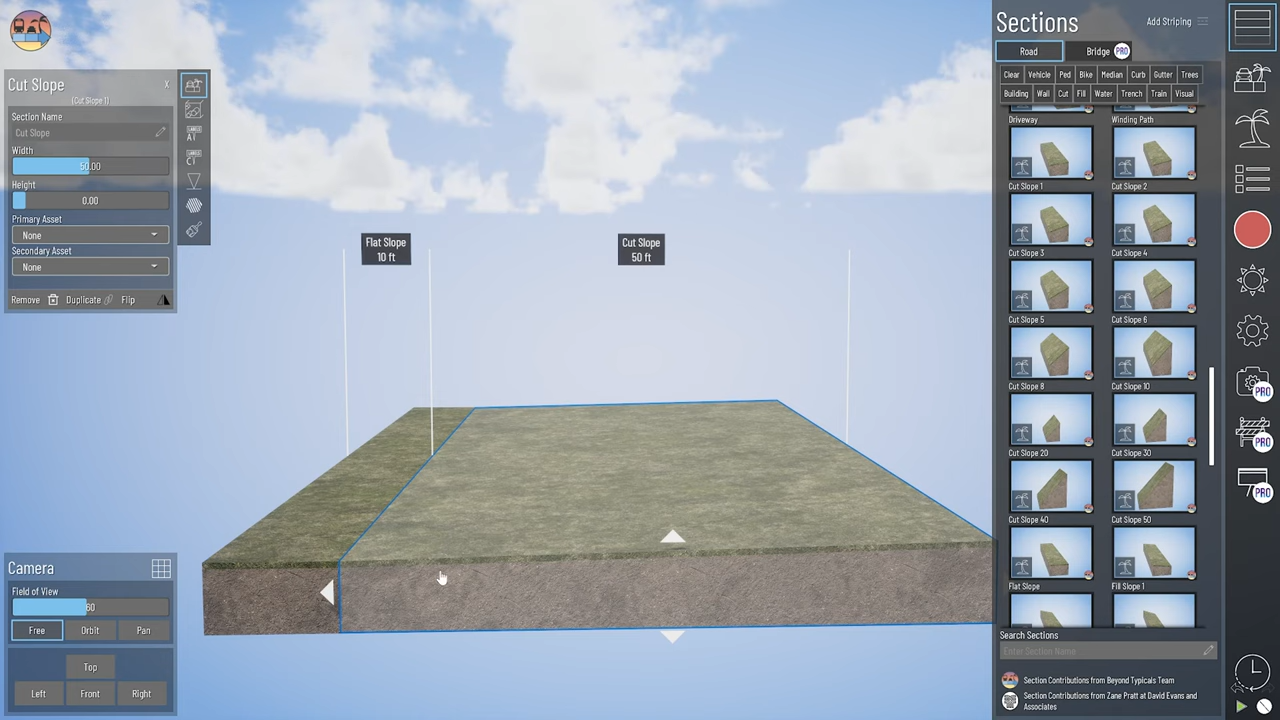 Cut Slope
x
(Cut Slope 1)
Section Name
Cut Slope
Width
50.00
Height
0.00
Primary Asset
None
Secondary Asset
None
Remove
Duplicate
Flip
Flat Slope
10 ft
Cut Slope
50 ft
Camera
Field of View
60
Free
Orbit
Pan
Top
Left
Front
Right
Sections
Add Striping
Road
Bridge PRO
Clear Vehicle Ped Bike Median Curb Gutter Trees
Building Wall Cut Fill Water Trench Train Visual
Driveway Winding Path
Cut Slope 1 Cut Slope 2
Cut Slope 3 Cut Slope 4
Cut Slope 5 Cut Slope 6
Cut Slope 8 Cut Slope 10
Cut Slope 20 Cut Slope 30
Cut Slope 40 Cut Slope 50
Flat Slope Fill Slope 1
Search Sections
Enter Section Name
Section Contributions from Beyond Typicals Team
Section Contributions from Zane Pratt at David Evans and
Associates
PRO
PRO
PRO